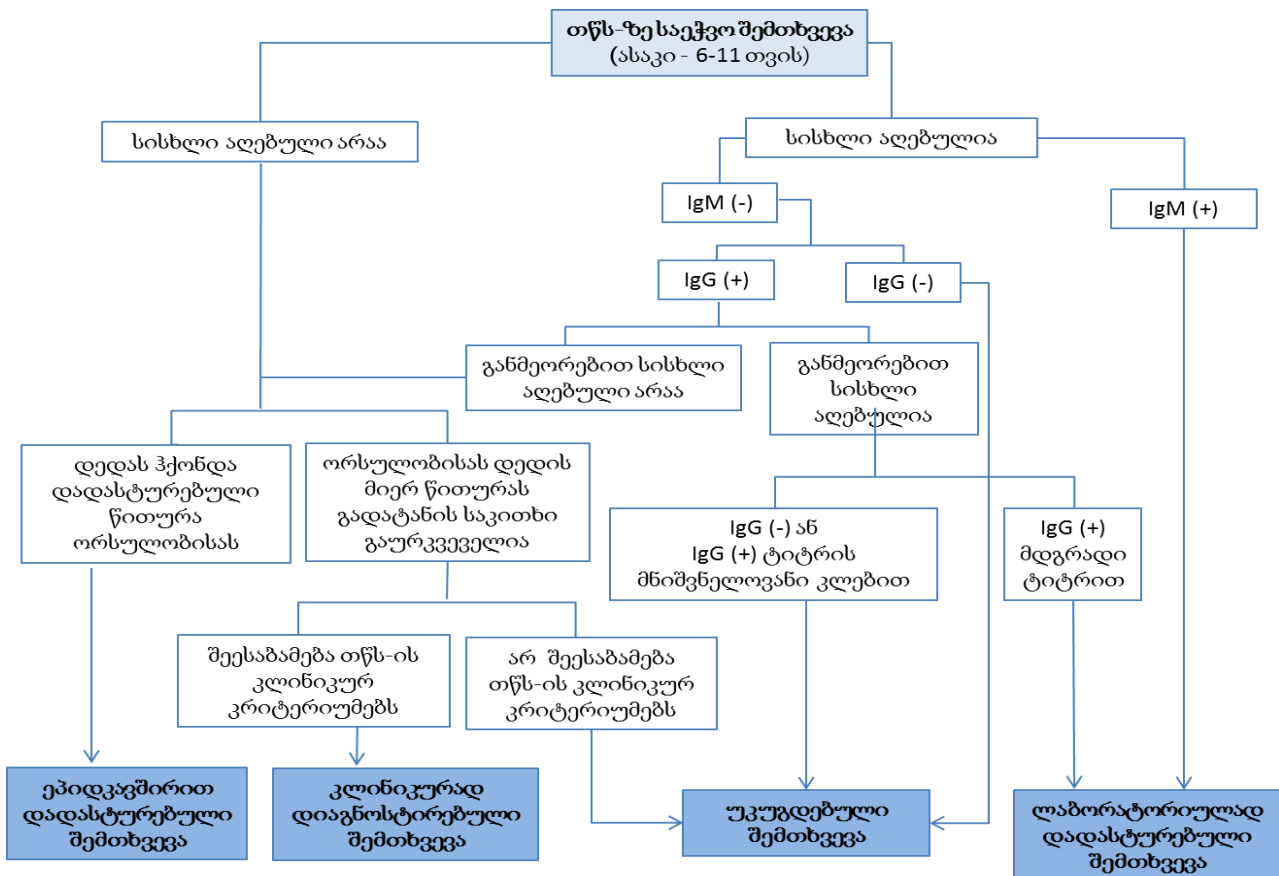 თწს-ზე საეჭვო შემთხვევა
(ასაკი - 6-11 თვის)
სისხლი აღებული არაა
სისხლი აღებულია
IgM (-)
IgM (+)
IgG (+)
IgG (-)
განმეორებით სისხლი
აღებული არაა
განმეორებით
სისხლი
აღებულია
დედას ჰქონდა
დადასტურებული
წითურა
ორსულობისას
ორსულობისას დედის
მიერ წითურას
გადატანის საკითხი
გაურკვეველია
IgG (-) ან
IgG (+) ტიტრის
მნიშვნელოვანი კლებით
IgG (+)
მდგრადი
ტიტრით
შეესაბამება თწს-ის
კლინიკურ
კრიტერიუმებს
არ შეესაბამება
თწს-ის კლინიკურ
კრიტერიუმებს
ეპიდკავშირით
დადასტურებული
შემთხვევა
კლინიკურად
დიაგნოსტირებული
შემთხვევა
უკუგდებული
შემთხვევა
ლაბორატორიულად
დადასტურებული
შემთხვევა